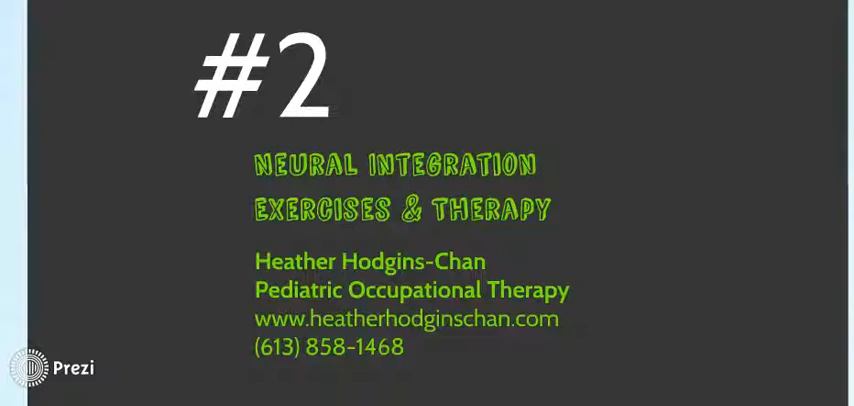 #2
NEURAL INTEGRATION
EXERCISES & THERAPY
Heather Hodgins-Chan
Pediatric Occupational Therapy
www.heatherhodginschan.com
(613) 858-1468
Prezi